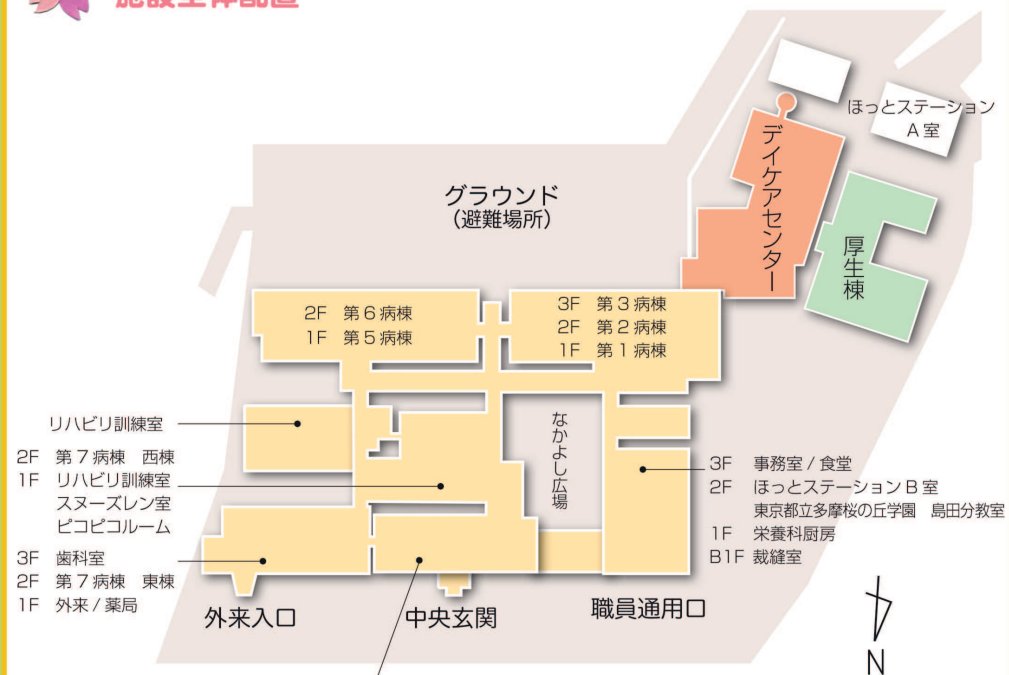 施設全体配置
ほっとステーション
A室
デイケアセンター
厚生棟
グラウンド
(避難場所)
2F 第6病棟
1F 第5病棟
3F 第3病棟
2F 第2病棟
1F 第1病棟
なかよし広場
リハビリ訓練室
2F 第7病棟 西棟
1F リハビリ訓練室
スヌーズレン室
ピコピコルーム
3F 歯科室
2F 第7病棟 東棟
1F 外来/薬局
3F 事務室/食堂
2F ほっとステーションB室
東京都立多摩桜の丘学園 島田分教室
1F 栄養科厨房
B1F 裁縫室
外来入口
中央玄関
職員通用口
N